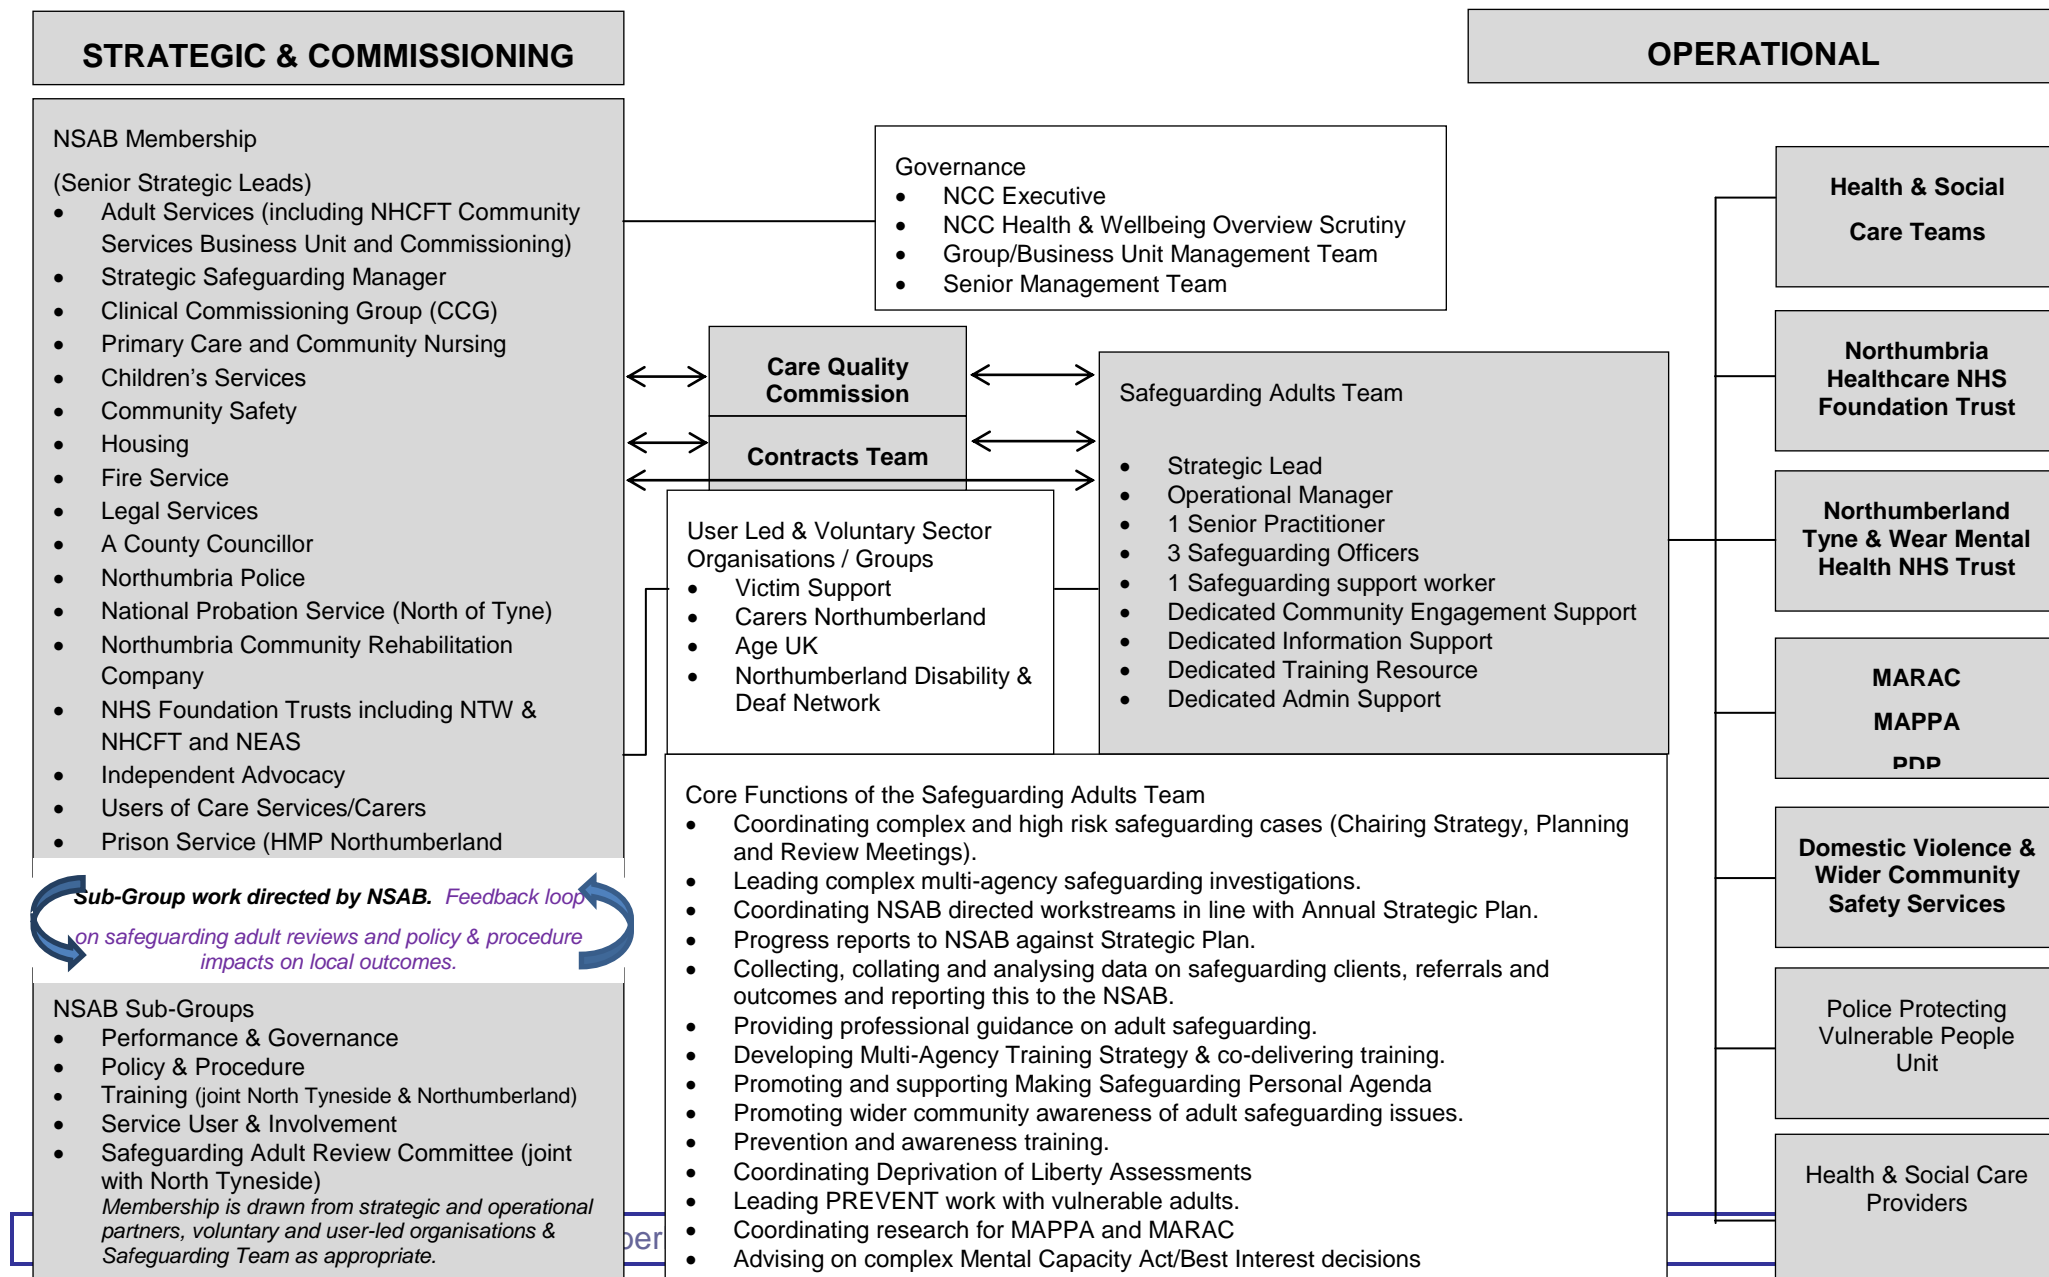 STRATEGIC & COMMISSIONING
OPERATIONAL
NSAB Membership
(Senior Strategic Leads)
• Adult Services (including NHCFT Community
Services Business Unit and Commissioning)
• Strategic Safeguarding Manager
• Clinical Commissioning Group (CCG)
• Primary Care and Community Nursing
• Children’s Services
• Community Safety
• Housing
• Fire Service
• Legal Services
• A County Councillor
• Northumbria Police
• National Probation Service (North of Tyne)
• Northumbria Community Rehabilitation
Company
• NHS Foundation Trusts including NTW &
NHCFT and NEAS
• Independent Advocacy
• Users of Care Services/Carers
• Prison Service (HMP Northumberland
Sub-Group work directed by NSAB. Feedback loop
on safeguarding adult reviews and policy & procedure
impacts on local outcomes.
NSAB Sub-Groups
• Performance & Governance
• Policy & Procedure
• Training (joint North Tyneside & Northumberland)
• Service User & Involvement
• Safeguarding Adult Review Committee (joint
with North Tyneside)
Membership is drawn from strategic and operational
partners, voluntary and user-led organisations &
Safeguarding Team as appropriate.
Governance
• NCC Executive
• NCC Health & Wellbeing Overview Scrutiny
• Group/Business Unit Management Team
• Senior Management Team
Care Quality
Commission
Contracts Team
User Led & Voluntary Sector
Organisations / Groups
• Victim Support
• Carers Northumberland
• Age UK
• Northumberland Disability &
Deaf Network
Safeguarding Adults Team
• Strategic Lead
• Operational Manager
• 1 Senior Practitioner
• 3 Safeguarding Officers
• 1 Safeguarding support worker
• Dedicated Community Engagement Support
• Dedicated Information Support
• Dedicated Training Resource
• Dedicated Admin Support
Core Functions of the Safeguarding Adults Team
• Coordinating complex and high risk safeguarding cases (Chairing Strategy, Planning
and Review Meetings).
• Leading complex multi-agency safeguarding investigations.
• Coordinating NSAB directed workstreams in line with Annual Strategic Plan.
• Progress reports to NSAB against Strategic Plan.
• Collecting, collating and analysing data on safeguarding clients, referrals and
outcomes and reporting this to the NSAB.
• Providing professional guidance on adult safeguarding.
• Developing Multi-Agency Training Strategy & co-delivering training.
• Promoting and supporting Making Safeguarding Personal Agenda
• Promoting wider community awareness of adult safeguarding issues.
• Prevention and awareness training.
• Coordinating Deprivation of Liberty Assessments
• Leading PREVENT work with vulnerable adults.
• Coordinating research for MAPPA and MARAC
• Advising on complex Mental Capacity Act/Best Interest decisions
Health & Social
Care Teams
Northumbria
Healthcare NHS
Foundation Trust
Northumberland
Tyne & Wear Mental
Health NHS Trust
MARAC
MAPPA
Domestic Violence &
Wider Community
Safety Services
Police Protecting
Vulnerable People
Unit
Health & Social Care
Providers